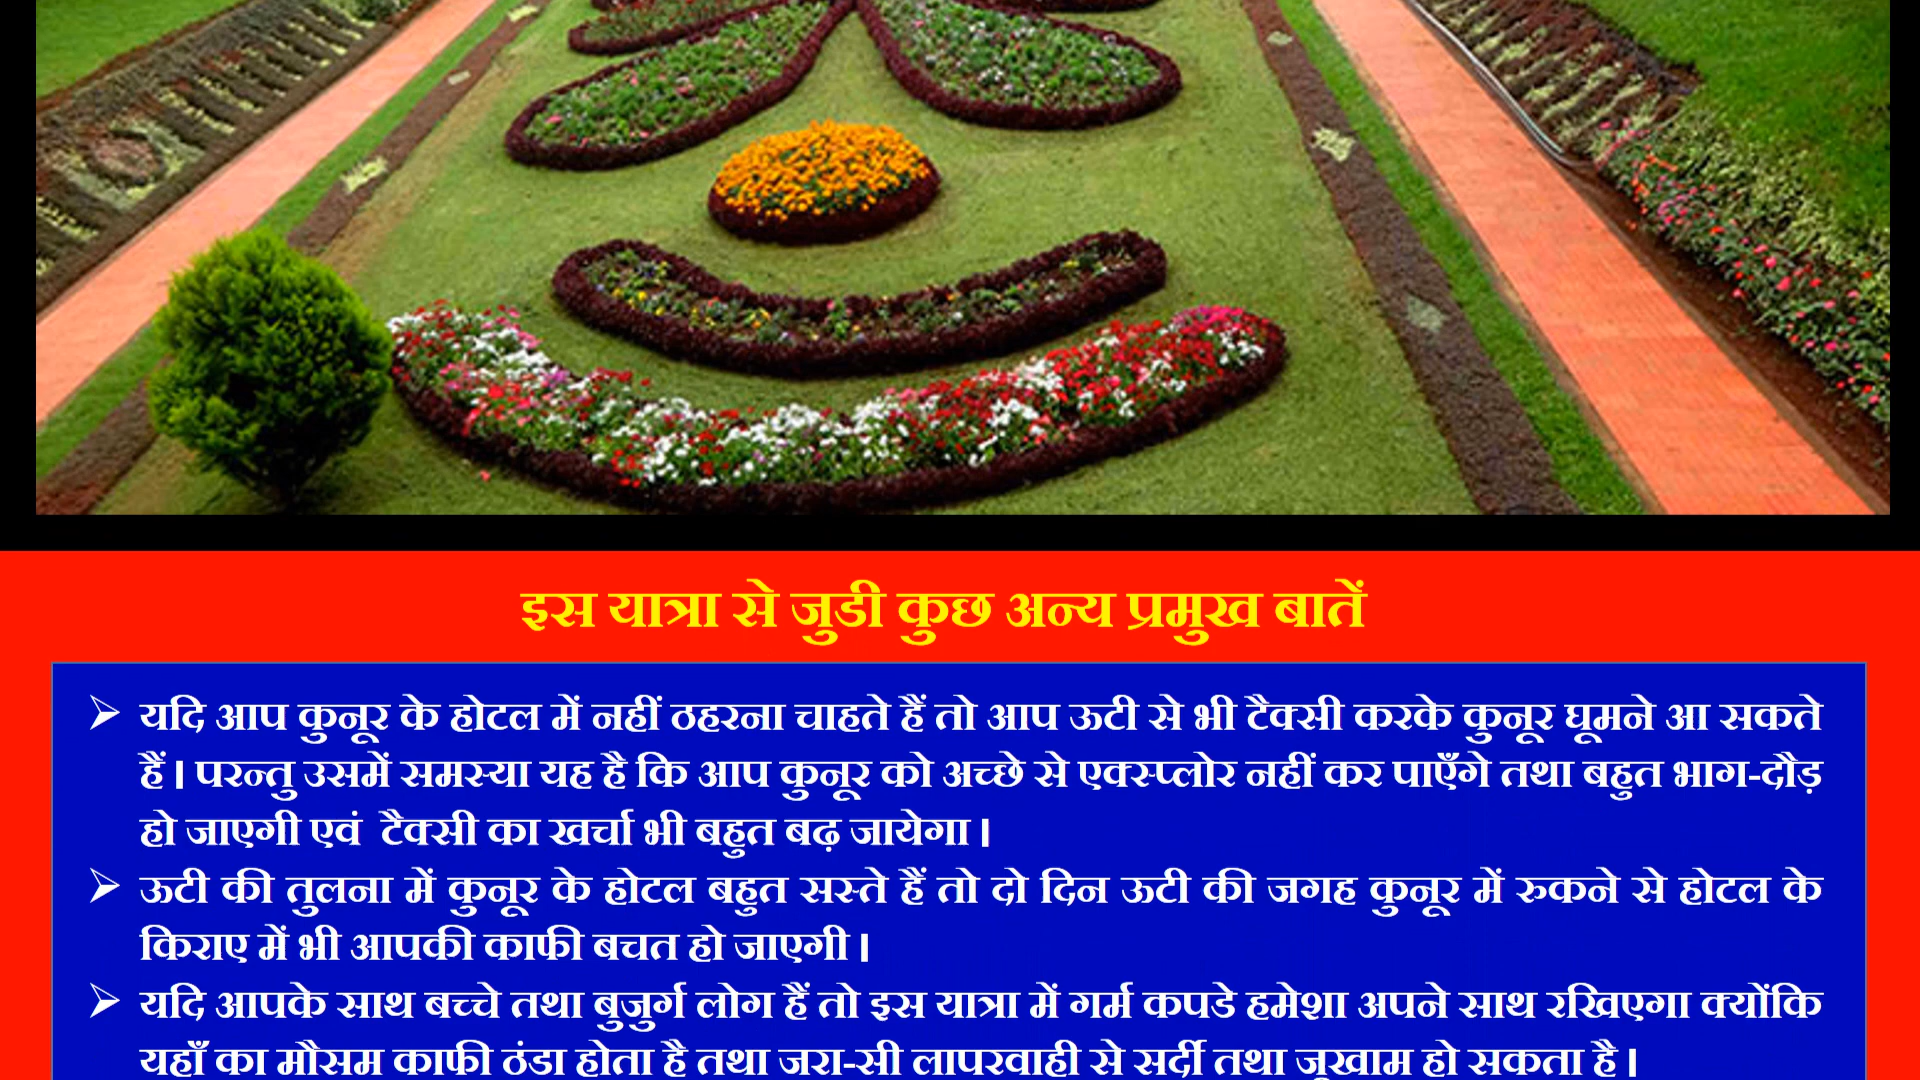 इस यात्रा से जुडी कुछ अन्य प्रमुख बातें
➢ यदि आप कुनूर के होटल में नहीं ठहरना चाहते हैं तो आप ऊटी से भी टैक्सी करके कुनूर घूमने आ सकते
हैं। परन्तु उसमें समस्या यह है कि आप कुनूर को अच्छे से एक्स्प्लोर नहीं कर पाएँगे तथा बहुत भाग-दौड़
हो जाएगी एवं टैक्सी का खर्चा भी बहुत बढ़ जायेगा।
➢ ऊटी की तुलना में कुनूर के होटल बहुत सस्ते हैं तो दो दिन ऊटी की जगह कुनूर में रुकने से होटल के
किराए में भी आपकी काफी बचत हो जाएगी।
➢ यदि आपके साथ बच्चे तथा बुजुर्ग लोग हैं तो इस यात्रा में गर्म कपडे हमेशा अपने साथ रखिएगा क्योंकि
यहाँ का मौसम काफी ठंडा होता है तथा जरा-सी लापरवाही से सर्दी तथा जुखाम हो सकता है।